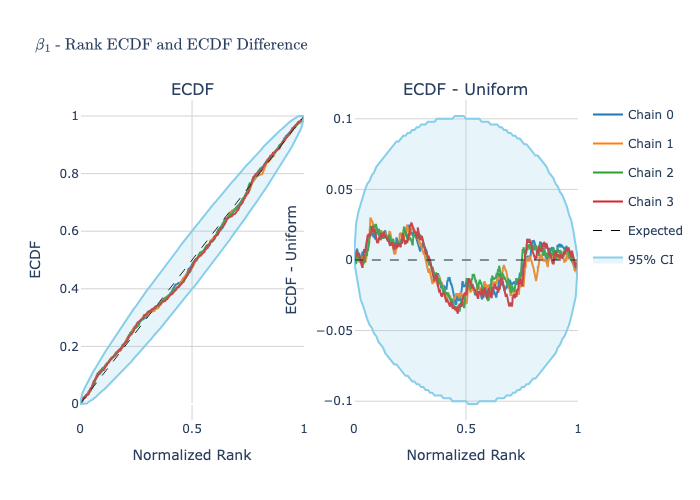 β₁ - Rank ECDF and ECDF Difference
ECDF
ECDF - Uniform
1
0.8
0.6
0.4
0.2
0
ECDF
0
0.5
1
Normalized Rank
0.1
0.05
0
−0.05
−0.1
ECDF - Uniform
0
0.5
1
Normalized Rank
Chain 0
Chain 1
Chain 2
Chain 3
Expected
95% CI